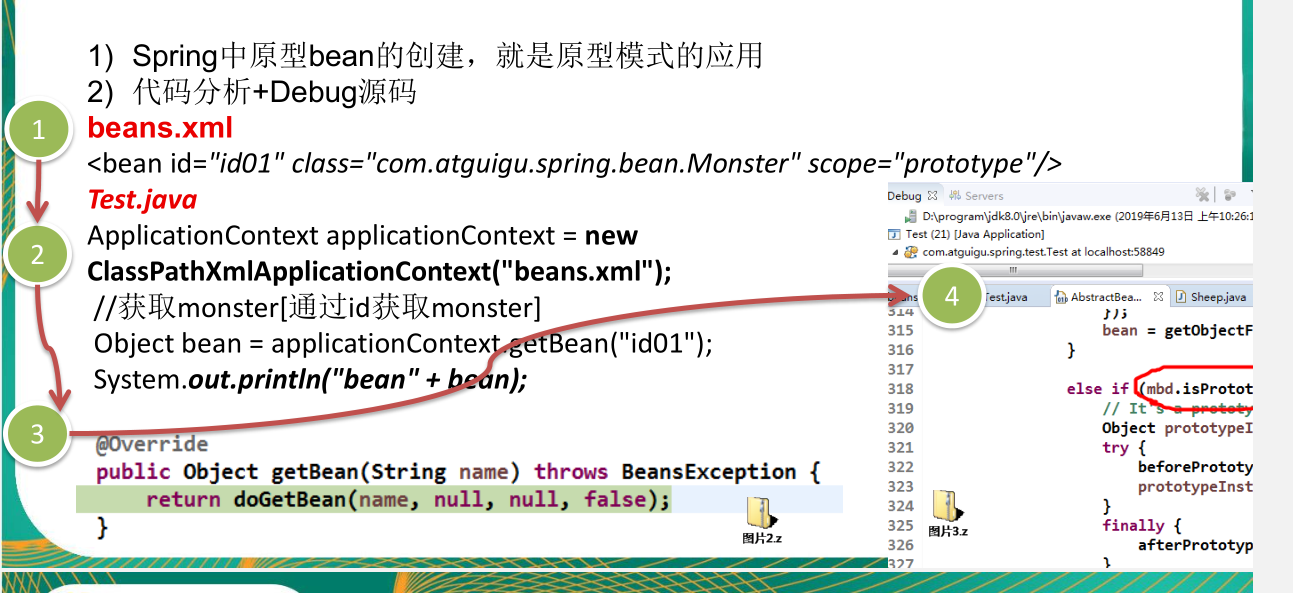 1) Spring中原型bean的创建，就是原型模式的应用
2) 代码分析+Debug源码
1
beans.xml
<bean id="id01" class="com.atguigu.spring.bean.Monster" scope="prototype"/>
Test.java
2
ApplicationContext applicationContext = new
ClassPathXmlApplicationContext("beans.xml");
//获取monster[通过id获取monster]
Object bean = applicationContext.getBean("id01");
System.out.println("bean" + bean);
3
@Override
public Object getBean(String name) throws BeansException {
return doGetBean(name, null, null, false);
}
图片2.z
Debug Servers
D:\program\jdk8.0\jre\bin\javaw.exe (2019年6月13日 上午10:26:1
Test (21) [Java Application]
com.atguigu.spring.test.Test at localhost:58849
4
Test.java AbstractBea... Sheep.java
314 });
315 bean = getObjectF
316 }
317
318 else if (mbd.isProtot
319 // It's a prototy
320 Object prototypeI
321 try {
322 beforePrototy
323 prototypeInst
324 }
325 finally {
326 afterPrototyp
327 }
图片3.z